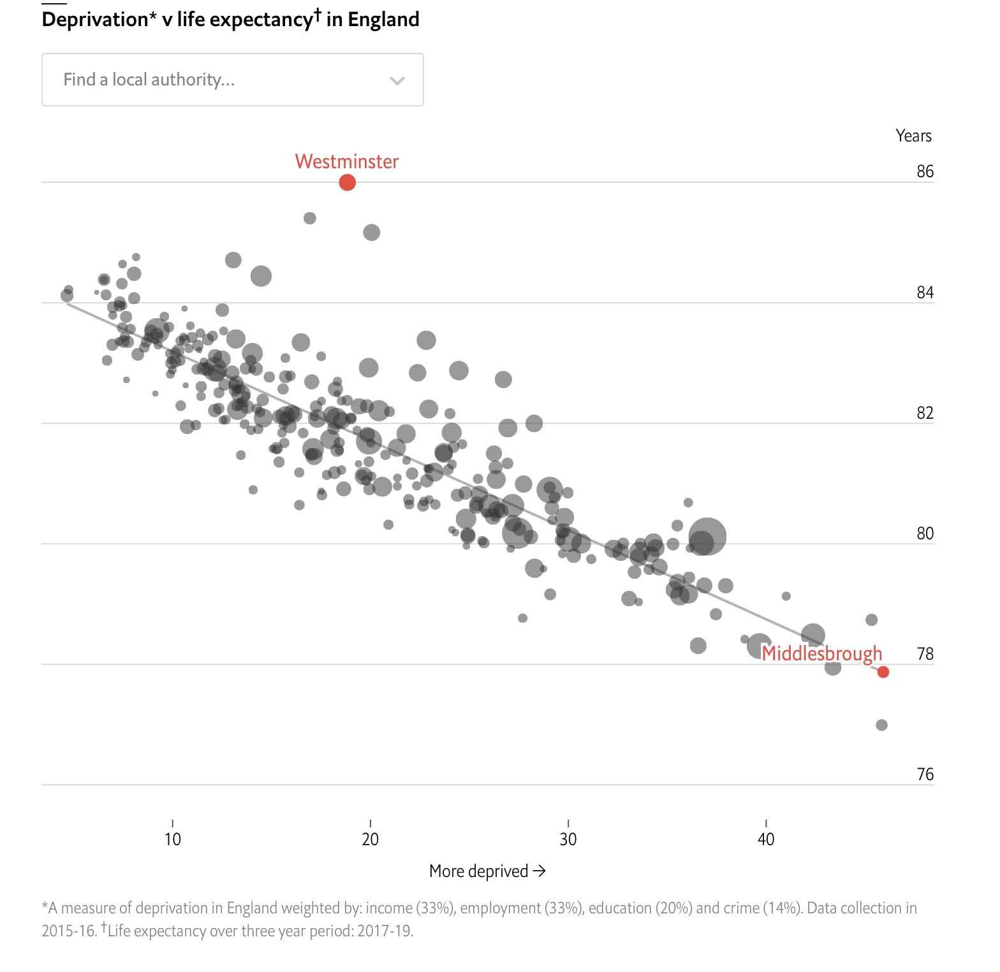 Deprivation* v life expectancy† in England
Find a local authority...
Years
Westminster
86
84
82
80
Middlesbrough
78
76
10 20 30 40
More deprived →
*A measure of deprivation in England weighted by: income (33%), employment (33%), education (20%) and crime (14%). Data collection in
2015-16. †Life expectancy over three year period: 2017-19.